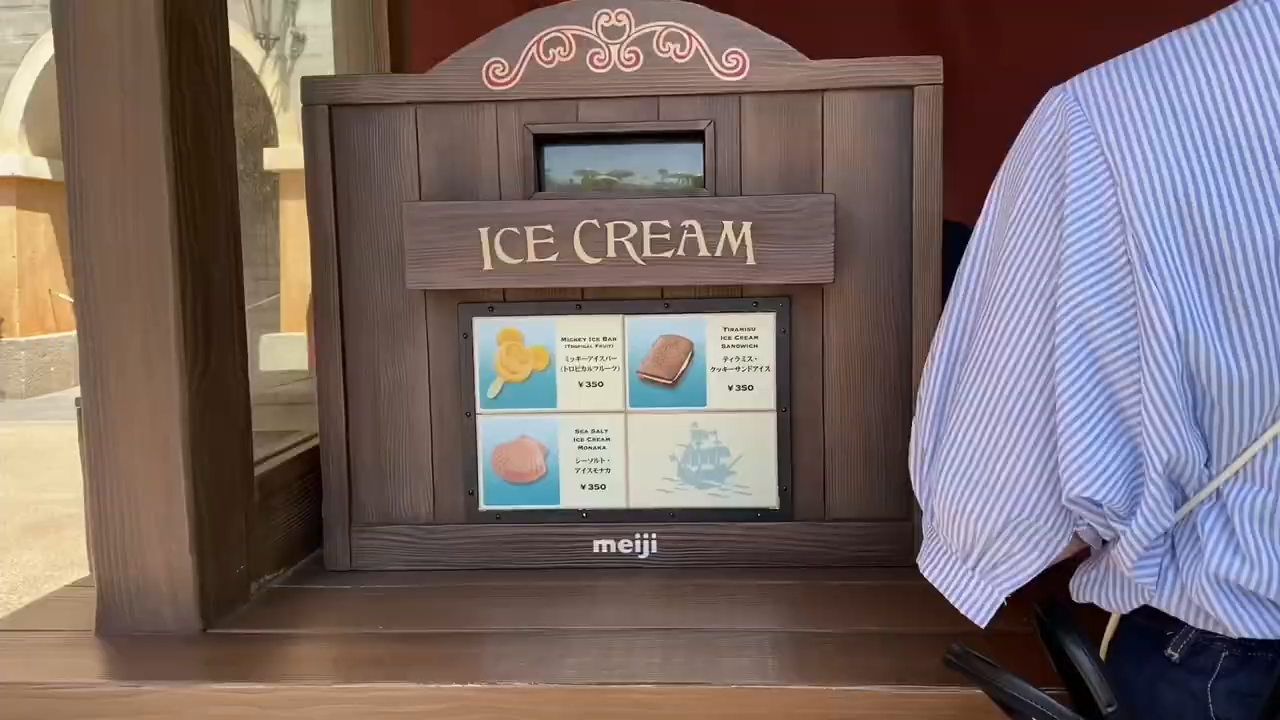 ICE CREAM
MICKEY ICE BAR
(TROPICAL FRUIT)
ミッキーアイスバー
(トロピカルフルーツ)
¥350
TIRAMISU
ICE CREAM
SANDWICH
ティラミス・
クッキーサンドアイス
¥350
SEA SALT
ICE CREAM
MONAKA
シーソルト・
アイスモナカ
¥350
meiji